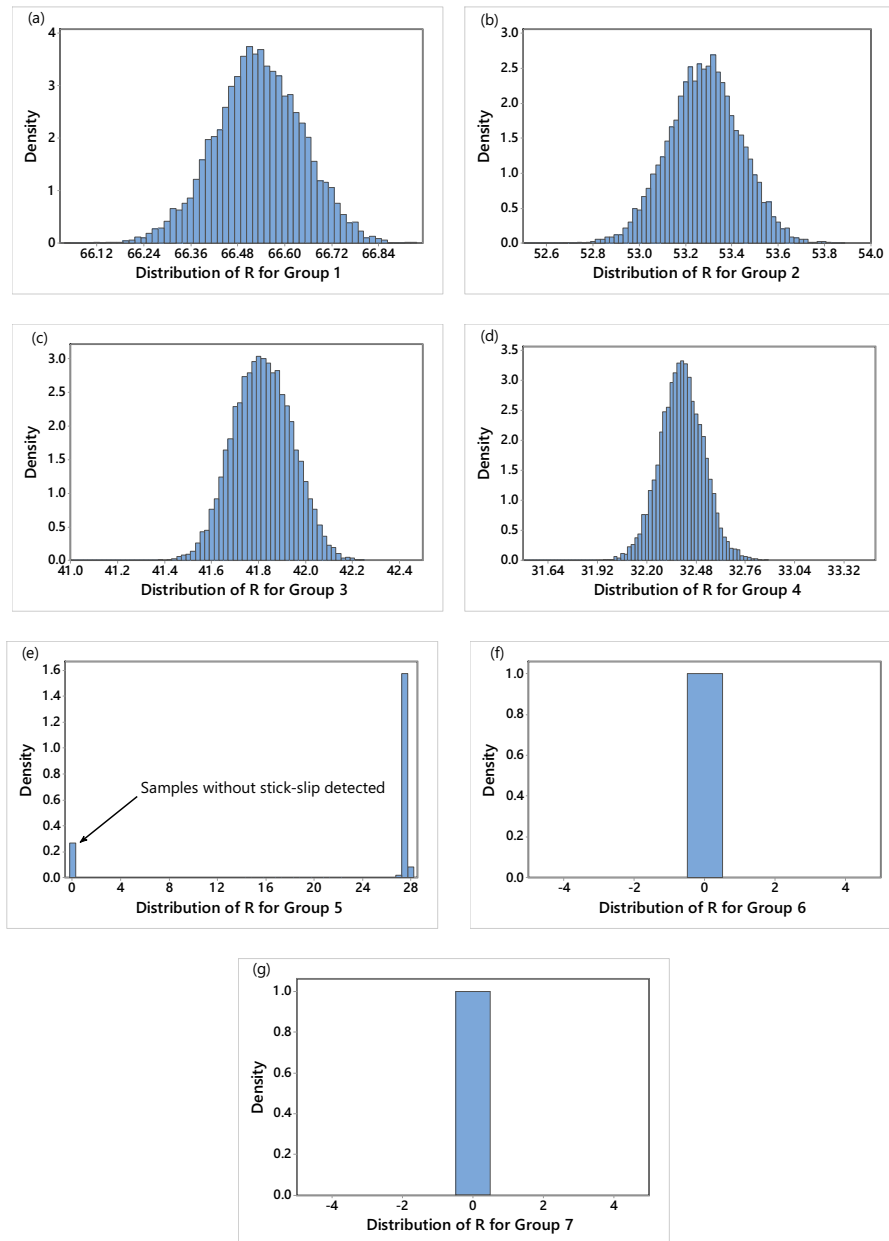 (a)
4
3
2
1
0
Density
66.12 66.24 66.36 66.48 66.60 66.72 66.84
Distribution of R for Group 1
(b)
3.0
2.5
2.0
1.5
1.0
0.5
0.0
Density
52.6 52.8 53.0 53.2 53.4 53.6 53.8 54.0
Distribution of R for Group 2
(c)
3.0
2.5
2.0
1.5
1.0
0.5
0.0
Density
41.0 41.2 41.4 41.6 41.8 42.0 42.2 42.4
Distribution of R for Group 3
(d)
3.5
3.0
2.5
2.0
1.5
1.0
0.5
0.0
Density
31.64 31.92 32.20 32.48 32.76 33.04 33.32
Distribution of R for Group 4
(e)
1.6
1.4
1.2
1.0
0.8
0.6
0.4
0.2
0.0
Density
Samples without stick-slip detected
0 4 8 12 16 20 24 28
Distribution of R for Group 5
(f)
1.0
0.8
0.6
0.4
0.2
0.0
Density
-4 -2 0 2 4
Distribution of R for Group 6
(g)
1.0
0.8
0.6
0.4
0.2
0.0
Density
-4 -2 0 2 4
Distribution of R for Group 7